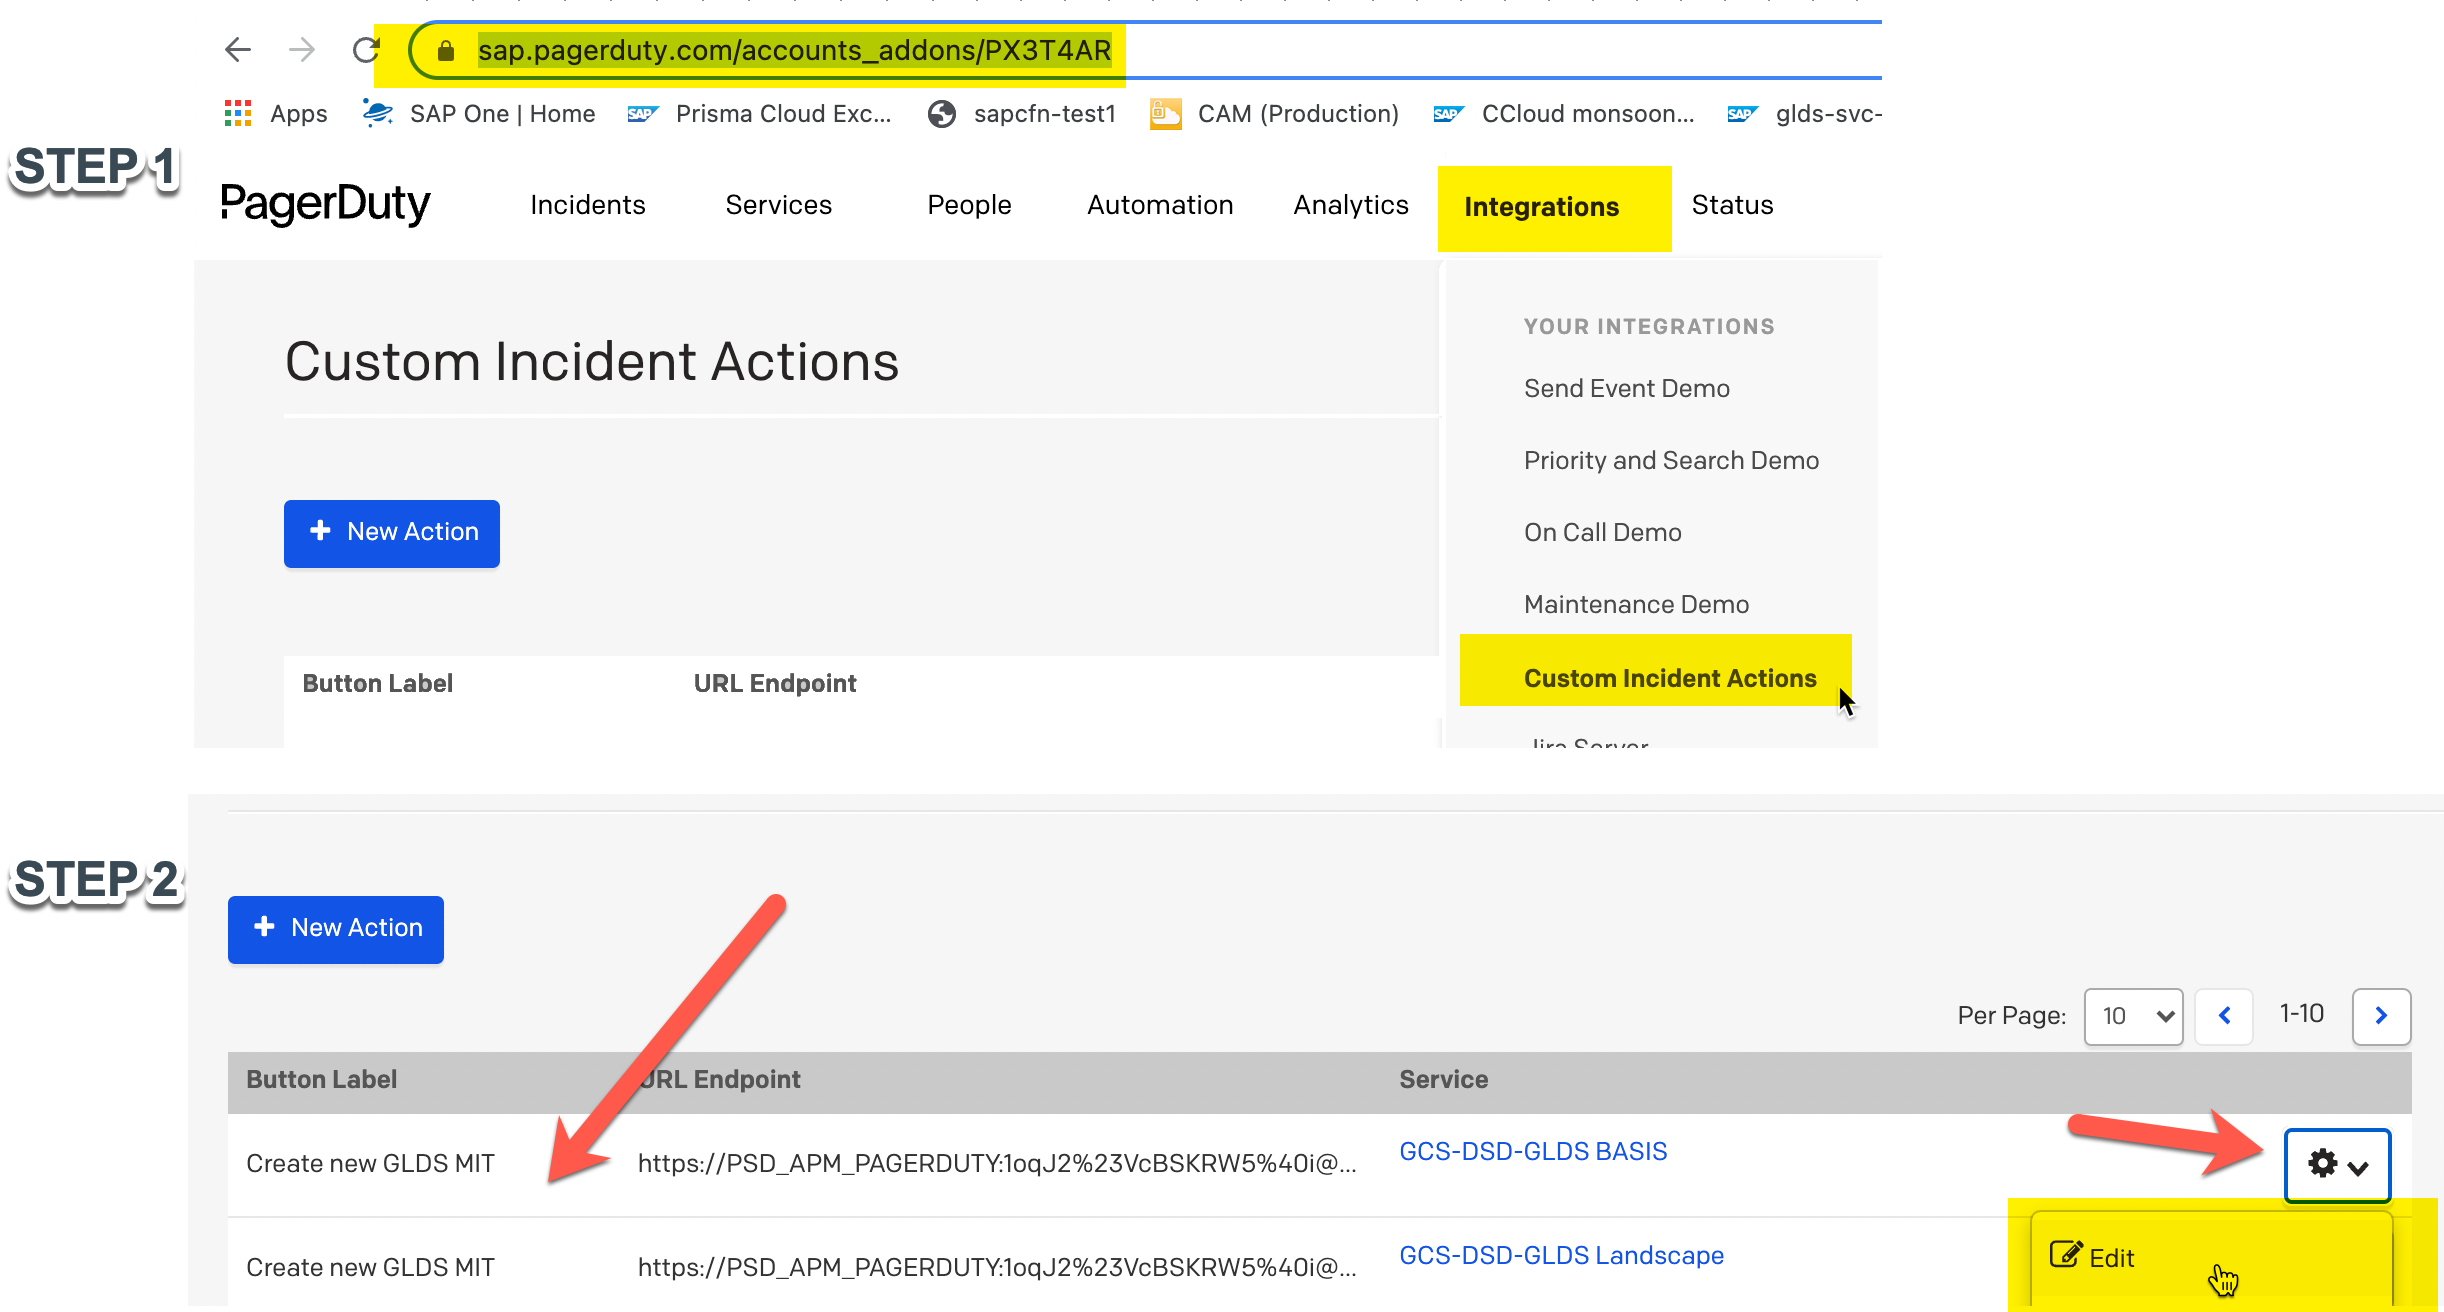 sap.pagerduty.com/accounts_addons/PX3T4AR
Apps SAP One | Home SAP Prisma Cloud Exc... sapcfn-test1 CAM (Production) SAP CCloud monsoon... SAP glds-svc-
STEP 1
PagerDuty Incidents Services People Automation Analytics Integrations Status
YOUR INTEGRATIONS
Custom Incident Actions
Send Event Demo
Priority and Search Demo
+ New Action
On Call Demo
Maintenance Demo
Button Label URL Endpoint
Custom Incident Actions
Jira Server
STEP 2
+ New Action
Per Page: 10 1-10
Button Label URL Endpoint Service
Create new GLDS MIT https://PSD_APM_PAGERDUTY:1oqJ2%23VcBSKRW5%40i@... GCS-DSD-GLDS BASIS
Create new GLDS MIT https://PSD_APM_PAGERDUTY:1oqJ2%23VcBSKRW5%40i@... GCS-DSD-GLDS Landscape
Edit